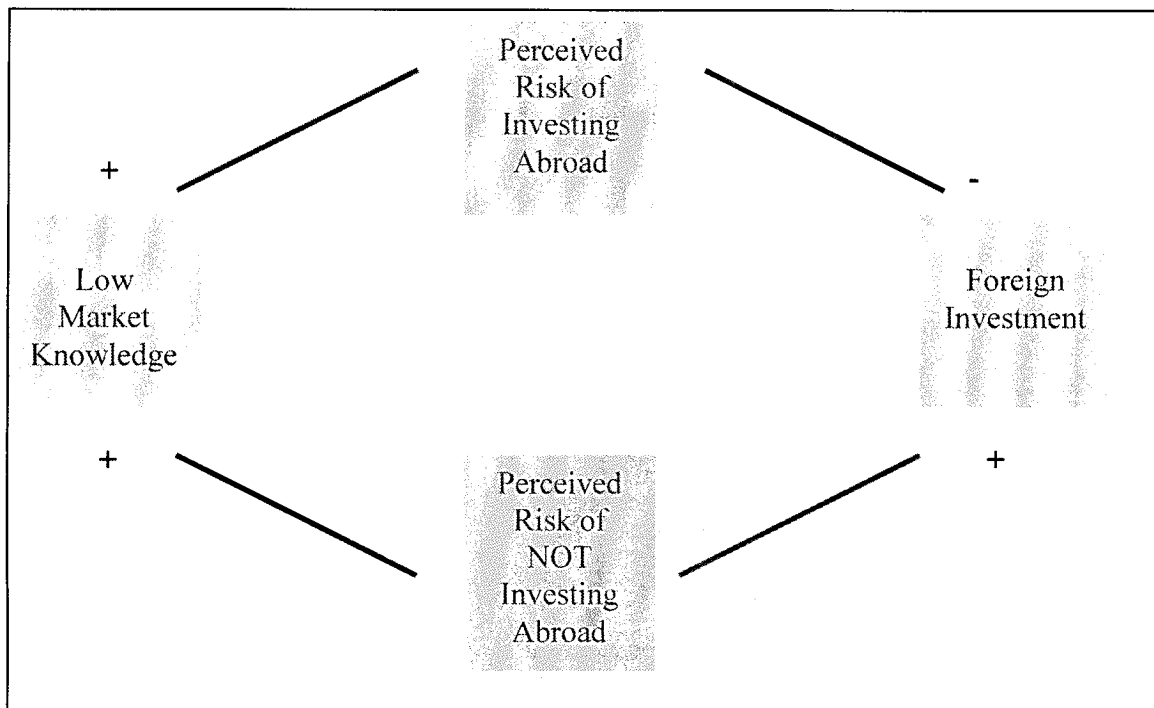 Perceived
Risk of
Investing
Abroad
+
-
Low
Market
Knowledge
Foreign
Investment
+
+
Perceived
Risk of
NOT
Investing
Abroad